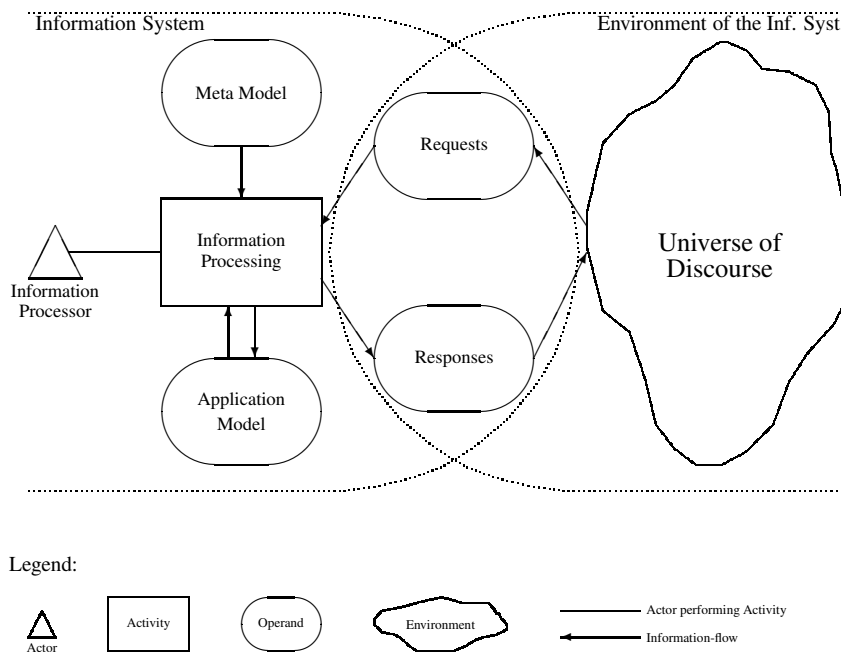 Information System
Environment of the Inf. Syst
Meta Model
Requests
Information
Processing
Universe of
Discourse
Information
Processor
Responses
Application
Model
Legend:
Actor
Activity
Operand
Environment
Actor performing Activity
Information-flow